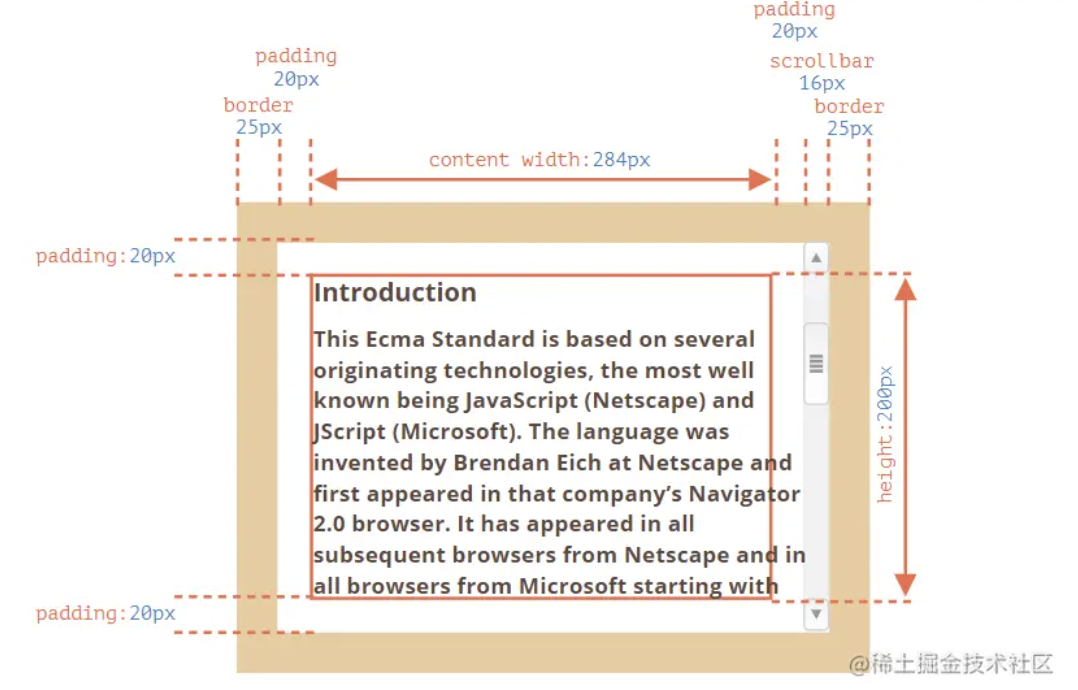 padding
20px
padding
20px
scrollbar
16px
border
25px
border
25px
content width:284px
padding:20px
Introduction
This Ecma Standard is based on several
originating technologies, the most well
known being JavaScript (Netscape) and
JScript (Microsoft). The language was
invented by Brendan Eich at Netscape and
first appeared in that company’s Navigator
2.0 browser. It has appeared in all
subsequent browsers from Netscape and in
all browsers from Microsoft starting with
height:200px
padding:20px
@稀土掘金技术社区